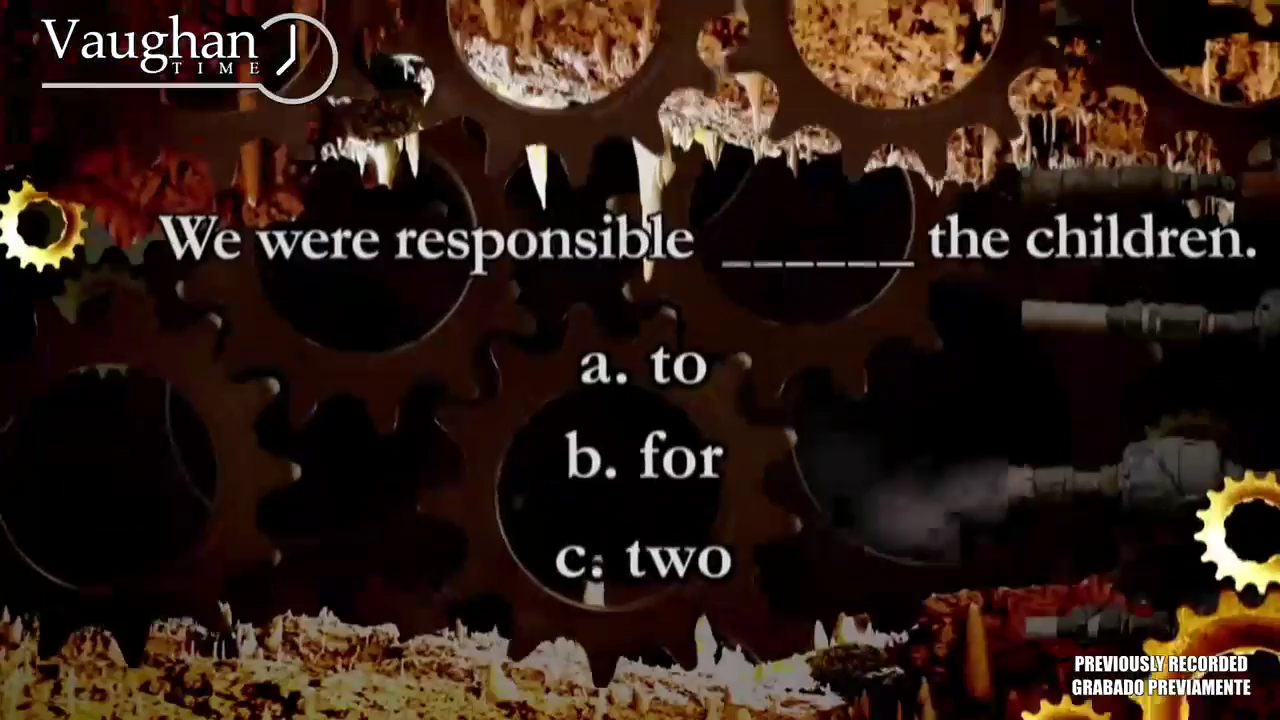 Vaughan
TIME
We were responsible ______ the children.
a. to
b. for
c. two
PREVIOUSLY RECORDED
GRABADO PREVIAMENTE